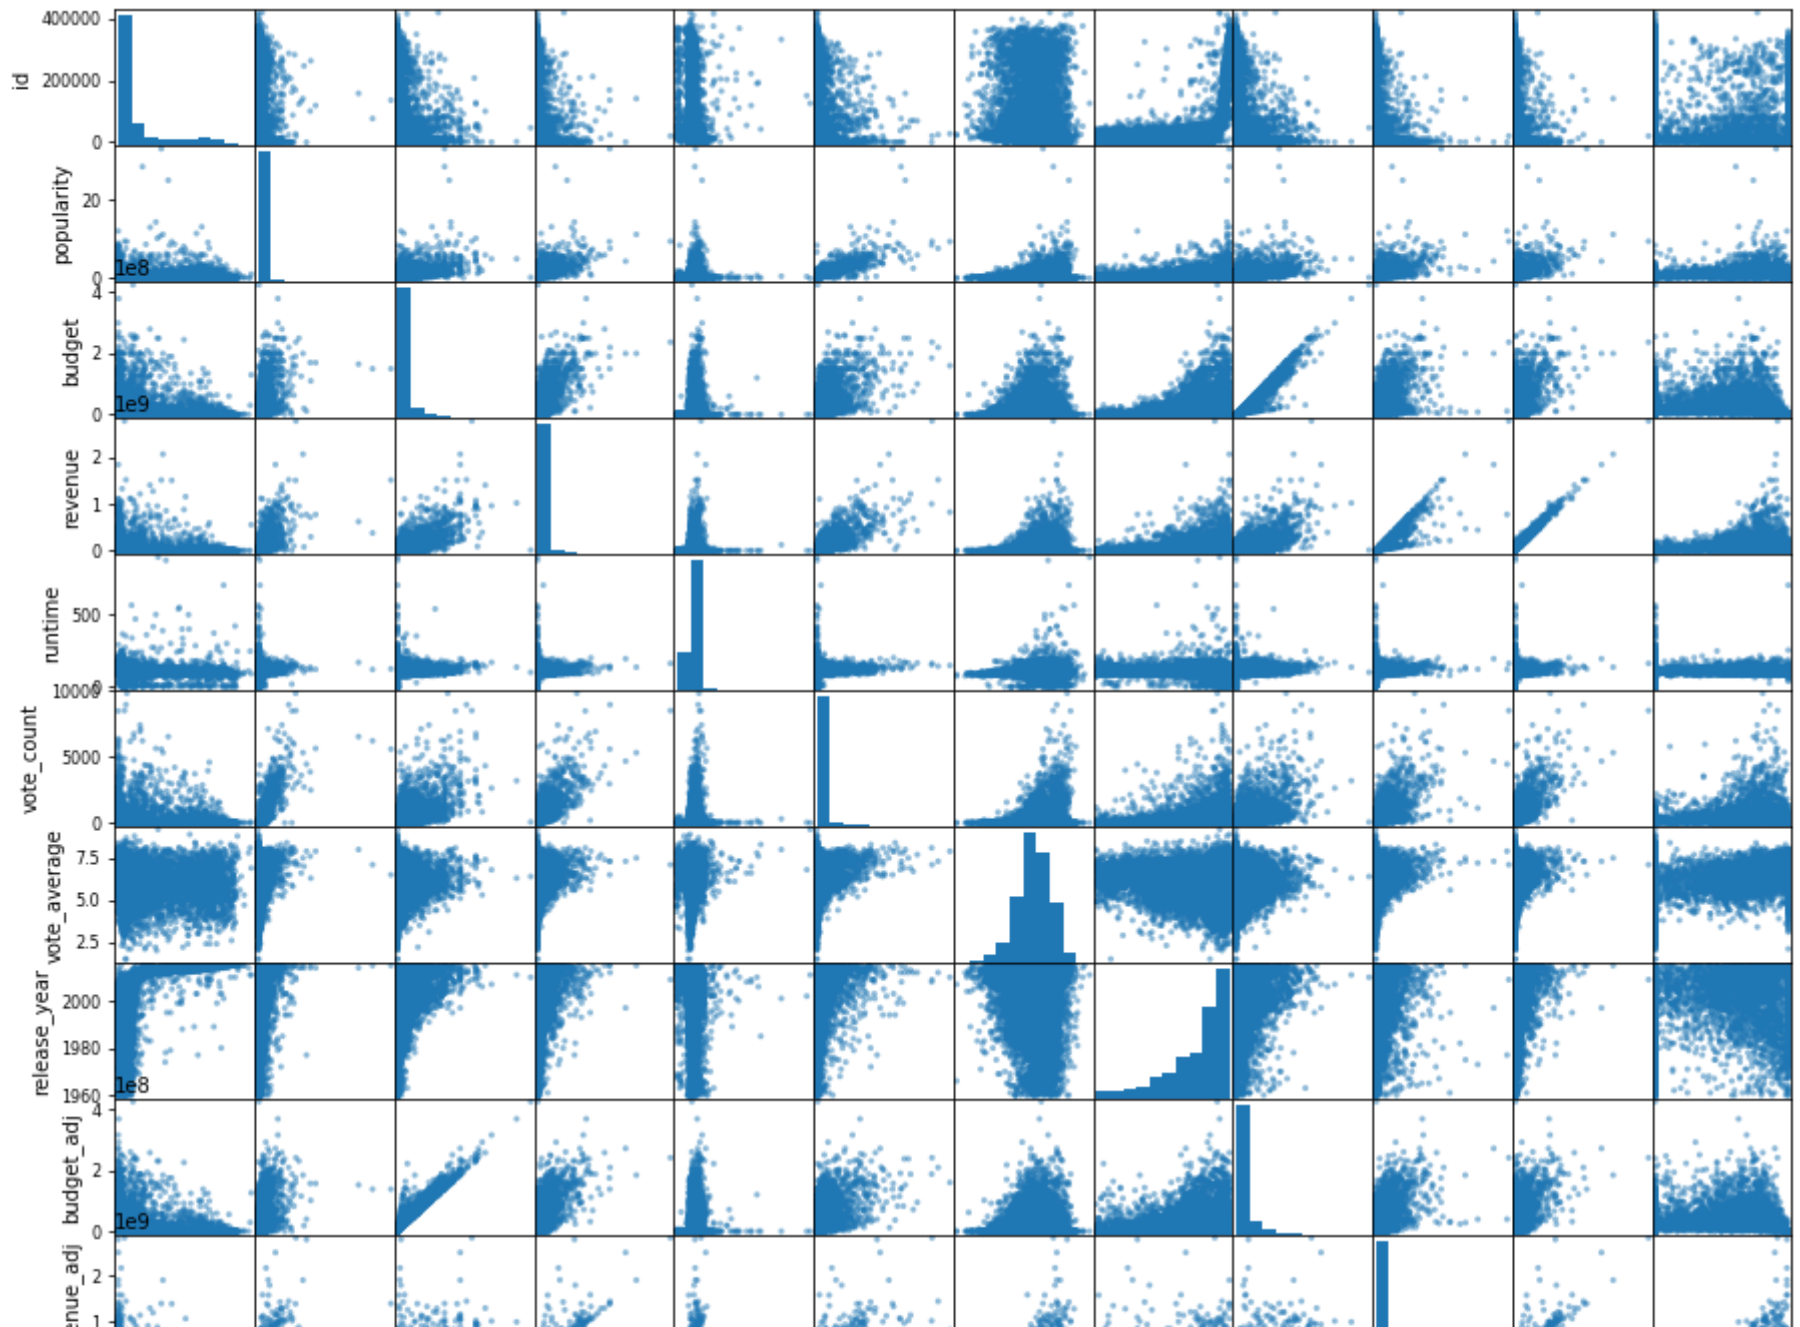 400000
id
200000
0
popularity
20
0
1e8
4
budget
2
0
1e9
revenue
2
1
0
runtime
500
0
10000
vote_count
5000
0
vote_average
7.5
5.0
2.5
release_year
2000
1980
1960
1e8
4
budget_adj
2
0
1e9
enue_adj
2
1